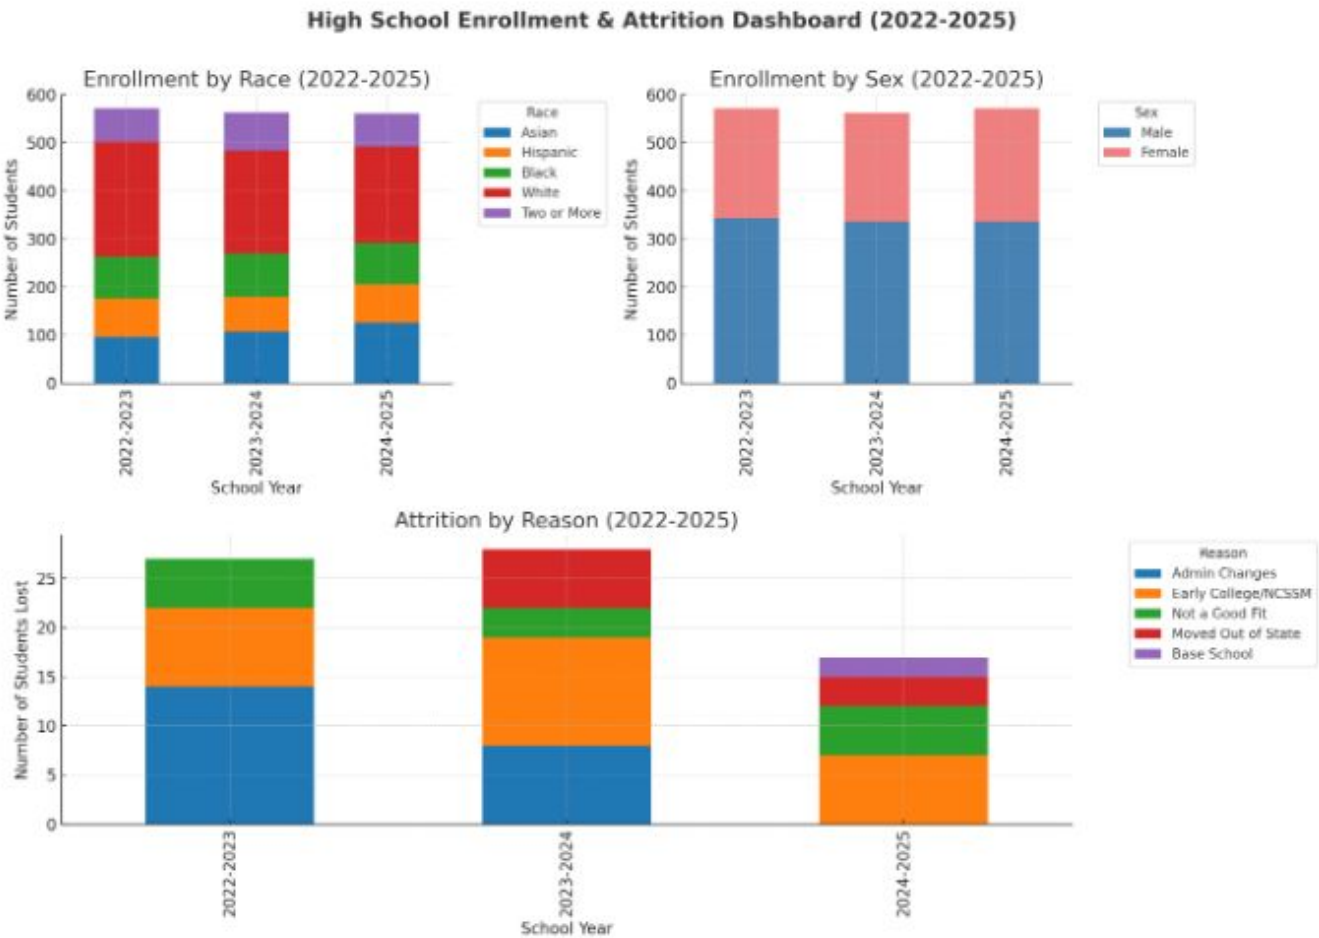 High School Enrollment & Attrition Dashboard (2022-2025)
Enrollment by Race (2022-2025)
Number of Students
600
500
400
300
200
100
0
2022-2023
2023-2024
2024-2025
School Year
Race
Asian
Hispanic
Black
White
Two or More
Enrollment by Sex (2022-2025)
Number of Students
600
500
400
300
200
100
0
2022-2023
2023-2024
2024-2025
School Year
Sex
Male
Female
Attrition by Reason (2022-2025)
Number of Students Lost
25
20
15
10
5
0
2022-2023
2023-2024
2024-2025
School Year
Reason
Admin Changes
Early College/NCSSM
Not a Good Fit
Moved Out of State
Base School